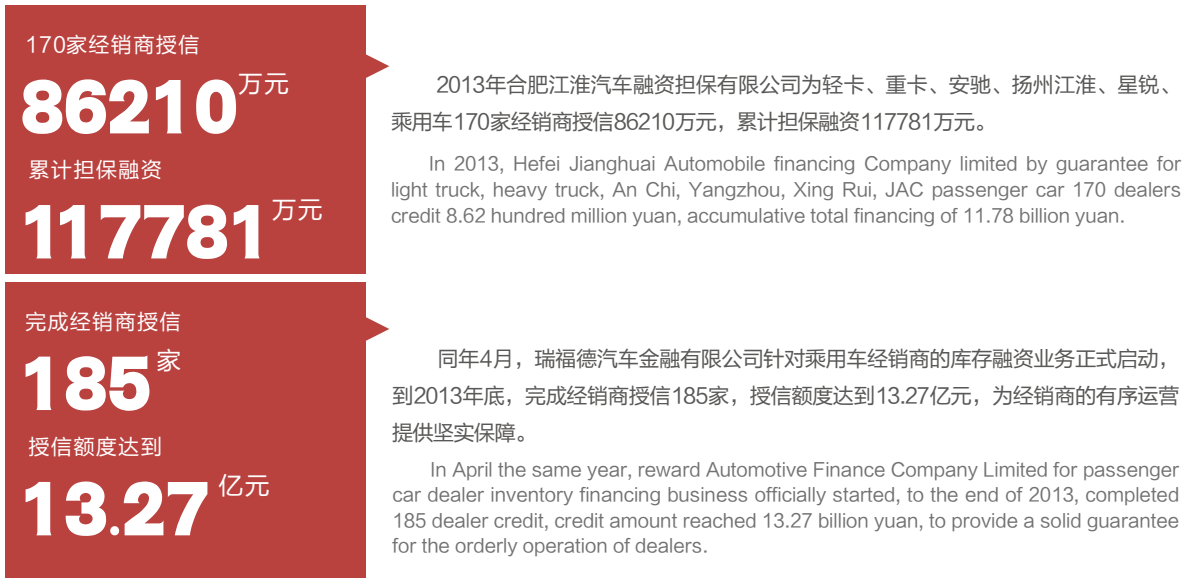 170家经销商授信
86210万元
累计担保融资
117781万元
2013年合肥江淮汽车融资担保有限公司为轻卡、重卡、安驰、扬州江淮、星锐、
乘用车170家经销商授信86210万元，累计担保融资117781万元。
In 2013, Hefei Jianghuai Automobile financing Company limited by guarantee for
light truck, heavy truck, An Chi, Yangzhou, Xing Rui, JAC passenger car 170 dealers
credit 8.62 hundred million yuan, accumulative total financing of 11.78 billion yuan.
完成经销商授信
185家
授信额度达到
13.27亿元
同年4月，瑞福德汽车金融有限公司针对乘用车经销商的库存融资业务正式启动，
到2013年底，完成经销商授信185家，授信额度达到13.27亿元，为经销商的有序运营
提供坚实保障。
In April the same year, reward Automotive Finance Company Limited for passenger
car dealer inventory financing business officially started, to the end of 2013, completed
185 dealer credit, credit amount reached 13.27 billion yuan, to provide a solid guarantee
for the orderly operation of dealers.